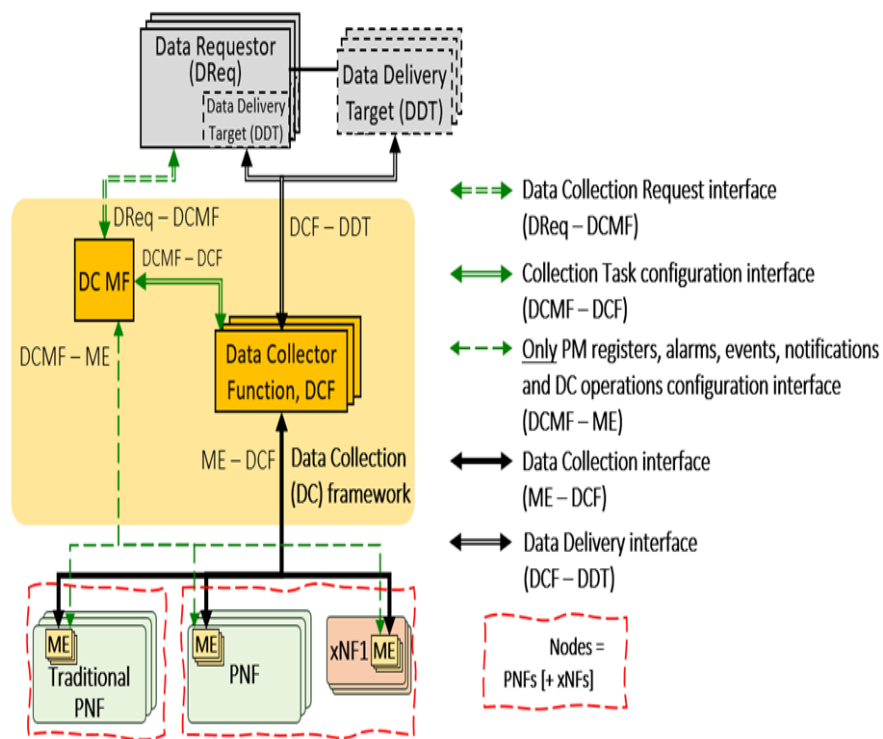 Data Requestor
(DReq)
Data Delivery
Target (DDT)
Data Delivery
Target (DDT)
DReq – DCMF
DCF – DDT
DCMF – DCF
DC MF
DCMF – ME
Data Collector
Function, DCF
ME – DCF
Data Collection
(DC) framework
ME
Traditional
PNF
ME
PNF
xNF1
ME
Data Collection Request interface
(DReq – DCMF)
Collection Task configuration interface
(DCMF – DCF)
Only PM registers, alarms, events, notifications
and DC operations configuration interface
(DCMF – ME)
Data Collection interface
(ME – DCF)
Data Delivery interface
(DCF – DDT)
Nodes =
PNFs [+ xNFs]